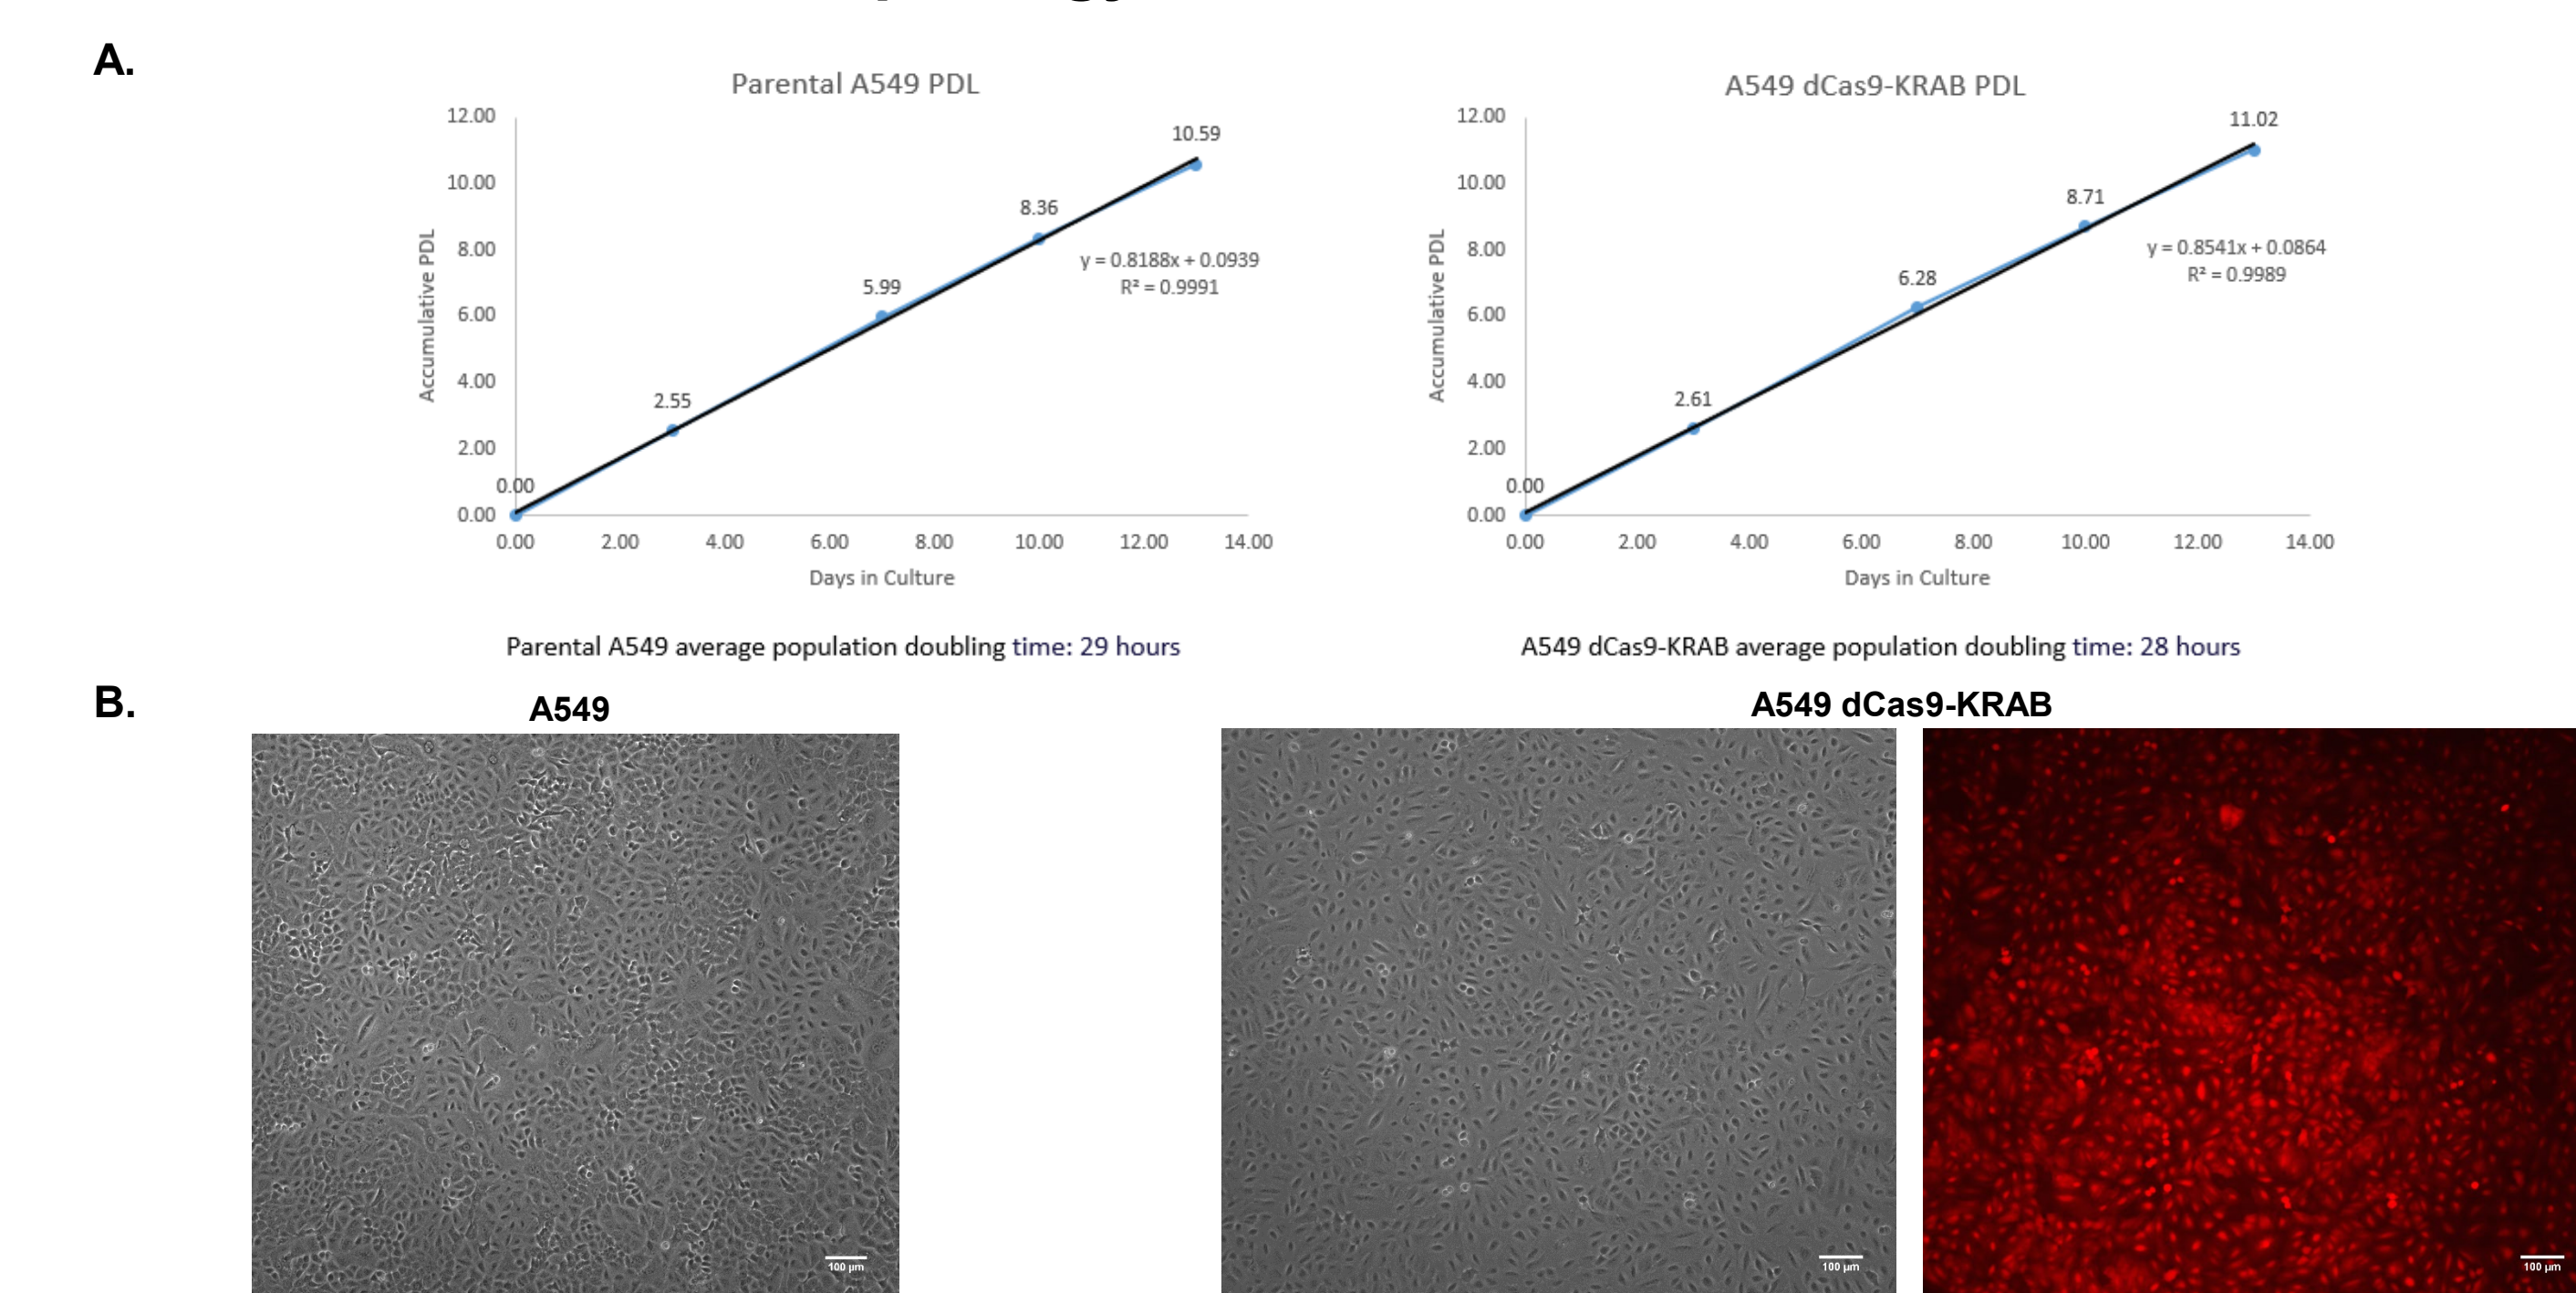 A.
Parental A549 PDL
12.00
10.00
8.00
6.00
4.00
2.00
0.00
Accumulative PDL
0.00
2.55
5.99
8.36
10.59
y = 0.8188x + 0.0939
R² = 0.9991
0.00 2.00 4.00 6.00 8.00 10.00 12.00 14.00
Days in Culture
Parental A549 average population doubling time: 29 hours
A549 dCas9-KRAB PDL
12.00
10.00
8.00
6.00
4.00
2.00
0.00
Accumulative PDL
0.00
2.61
6.28
8.71
11.02
y = 0.8541x + 0.0864
R² = 0.9989
0.00 2.00 4.00 6.00 8.00 10.00 12.00 14.00
Days in Culture
A549 dCas9-KRAB average population doubling time: 28 hours
B.
A549
100 µm
A549 dCas9-KRAB
100 µm
100 µm